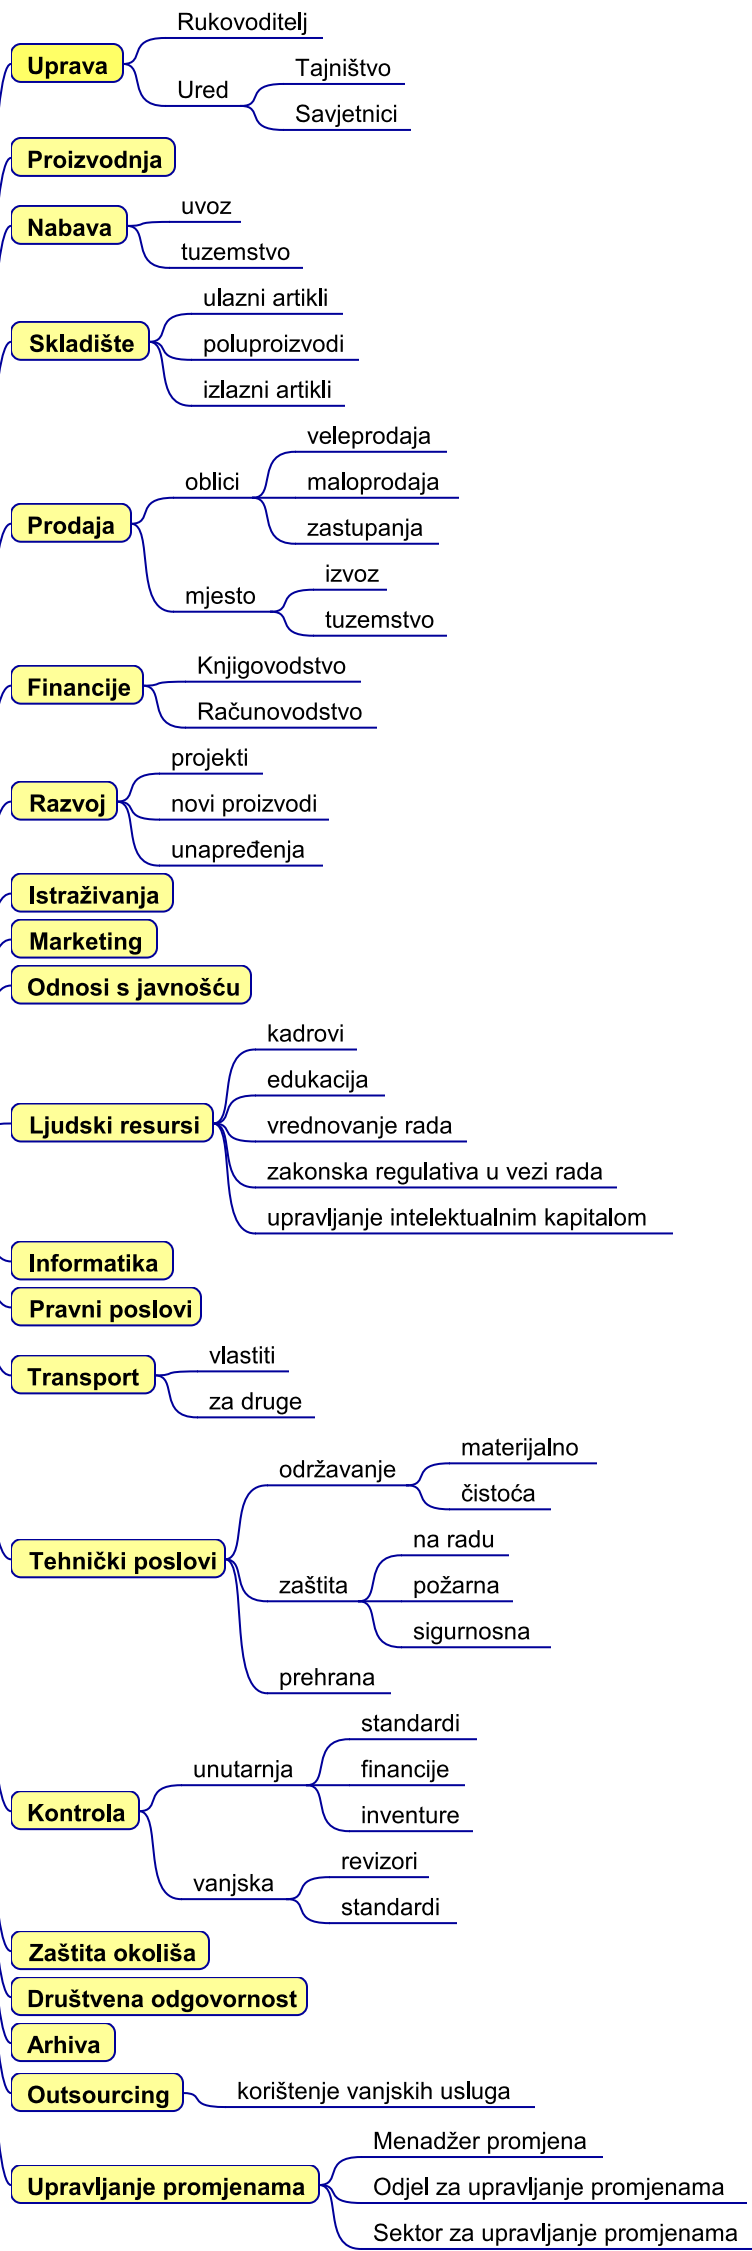 Uprava
Rukovoditelj
Ured
Tajništvo
Savjetnici
Proizvodnja
Nabava
uvoz
tuzemstvo
Skladište
ulazni artikli
poluproizvodi
izlazni artikli
Prodaja
oblici
veleprodaja
maloprodaja
zastupanja
mjesto
izvoz
tuzemstvo
Financije
Knjigovodstvo
Računovodstvo
Razvoj
projekti
novi proizvodi
unapređenja
Istraživanja
Marketing
Odnosi s javnošću
Ljudski resursi
kadrovi
edukacija
vrednovanje rada
zakonska regulativa u vezi rada
upravljanje intelektualnim kapitalom
Informatika
Pravni poslovi
Transport
vlastiti
za druge
Tehnički poslovi
održavanje
materijalno
čistoća
zaštita
na radu
požarna
sigurnosna
prehrana
Kontrola
unutarnja
standardi
financije
inventure
vanjska
revizori
standardi
Zaštita okoliša
Društvena odgovornost
Arhiva
Outsourcing
korištenje vanjskih usluga
Upravljanje promjenama
Menadžer promjena
Odjel za upravljanje promjenama
Sektor za upravljanje promjenama